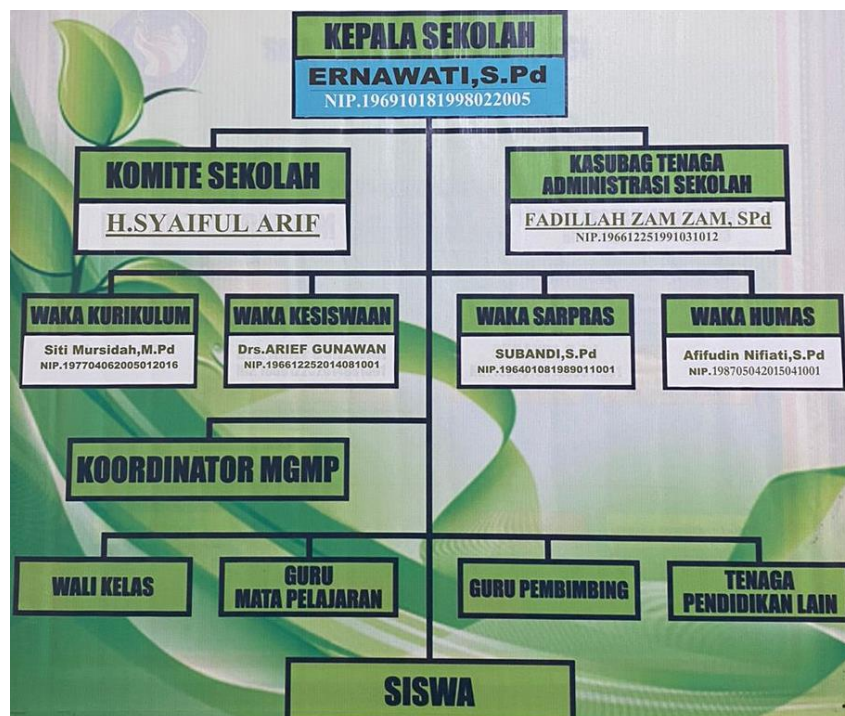 KEPALA SEKOLAH
ERNAWATI,S.Pd
NIP.196910181998022005
KOMITE SEKOLAH
H.SYAIFUL ARIF
KASUBAG TENAGA
ADMINISTRASI SEKOLAH
FADILLAH ZAM ZAM, SPd
NIP.196612251991031012
WAKA KURIKULUM
Siti Mursidah,M.Pd
NIP.197704062005012016
WAKA KESISWAAN
Drs.ARIEF GUNAWAN
NIP.196612252014081001
WAKA SARPRAS
SUBANDI,S.Pd
NIP.196401081989011001
WAKA HUMAS
Afifudin Nifiati,S.Pd
NIP.198705042015041001
KOORDINATOR MGMP
WALI KELAS
GURU
MATA PELAJARAN
GURU PEMBIMBING
TENAGA
PENDIDIKAN LAIN
SISWA